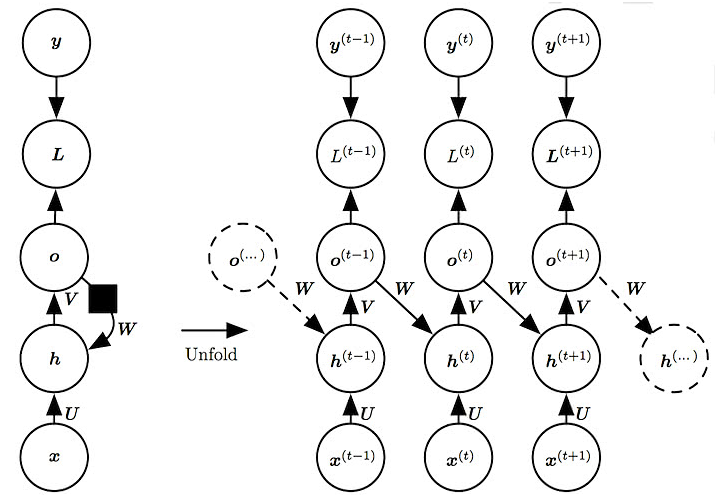 y y^(t−1) y^(t) y^(t+1)
L L^(t−1) L^(t) L^(t+1)
o o^(...) o^(t−1) o^(t) o^(t+1)
V W V W V W V W
W
h h^(t−1) h^(t) h^(t+1) h^(...)
Unfold
U U U U
x x^(t−1) x^(t) x^(t+1)